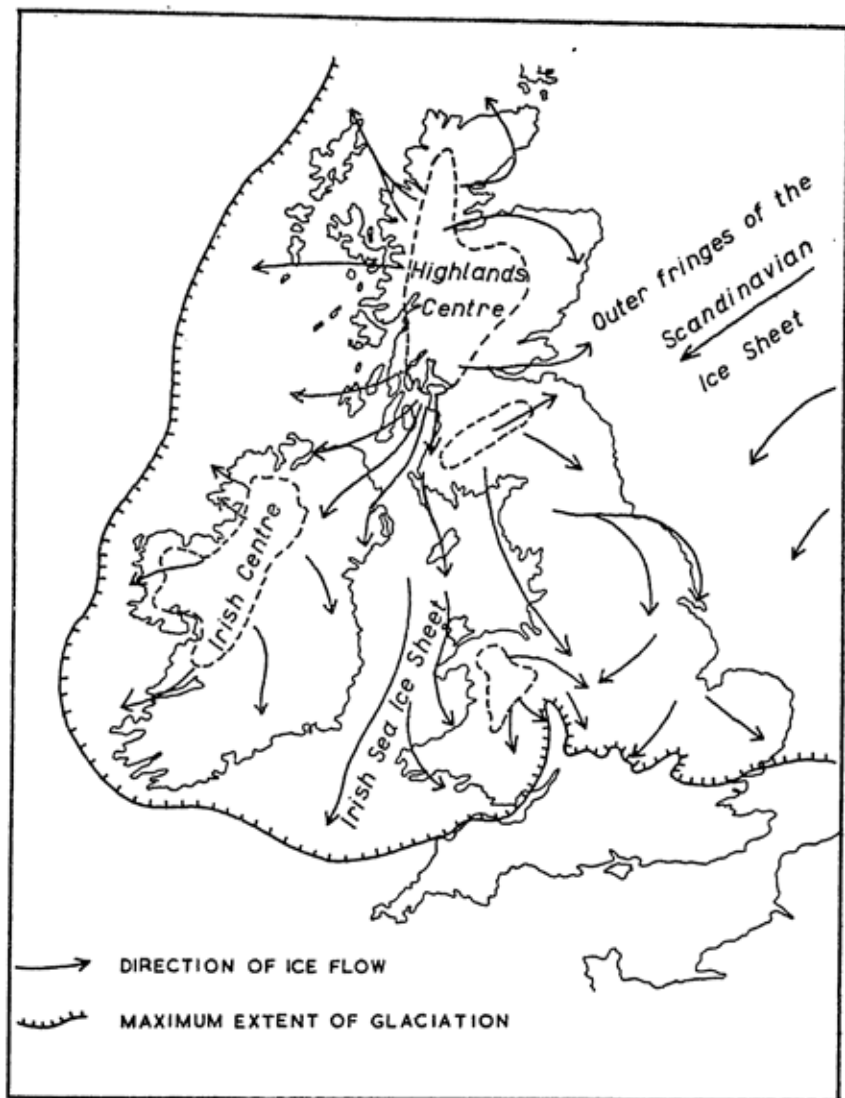 Highlands
Centre
Outer fringes of the
Scandinavian
Ice Sheet
Irish Centre
Irish Sea Ice Sheet
DIRECTION OF ICE FLOW
MAXIMUM EXTENT OF GLACIATION